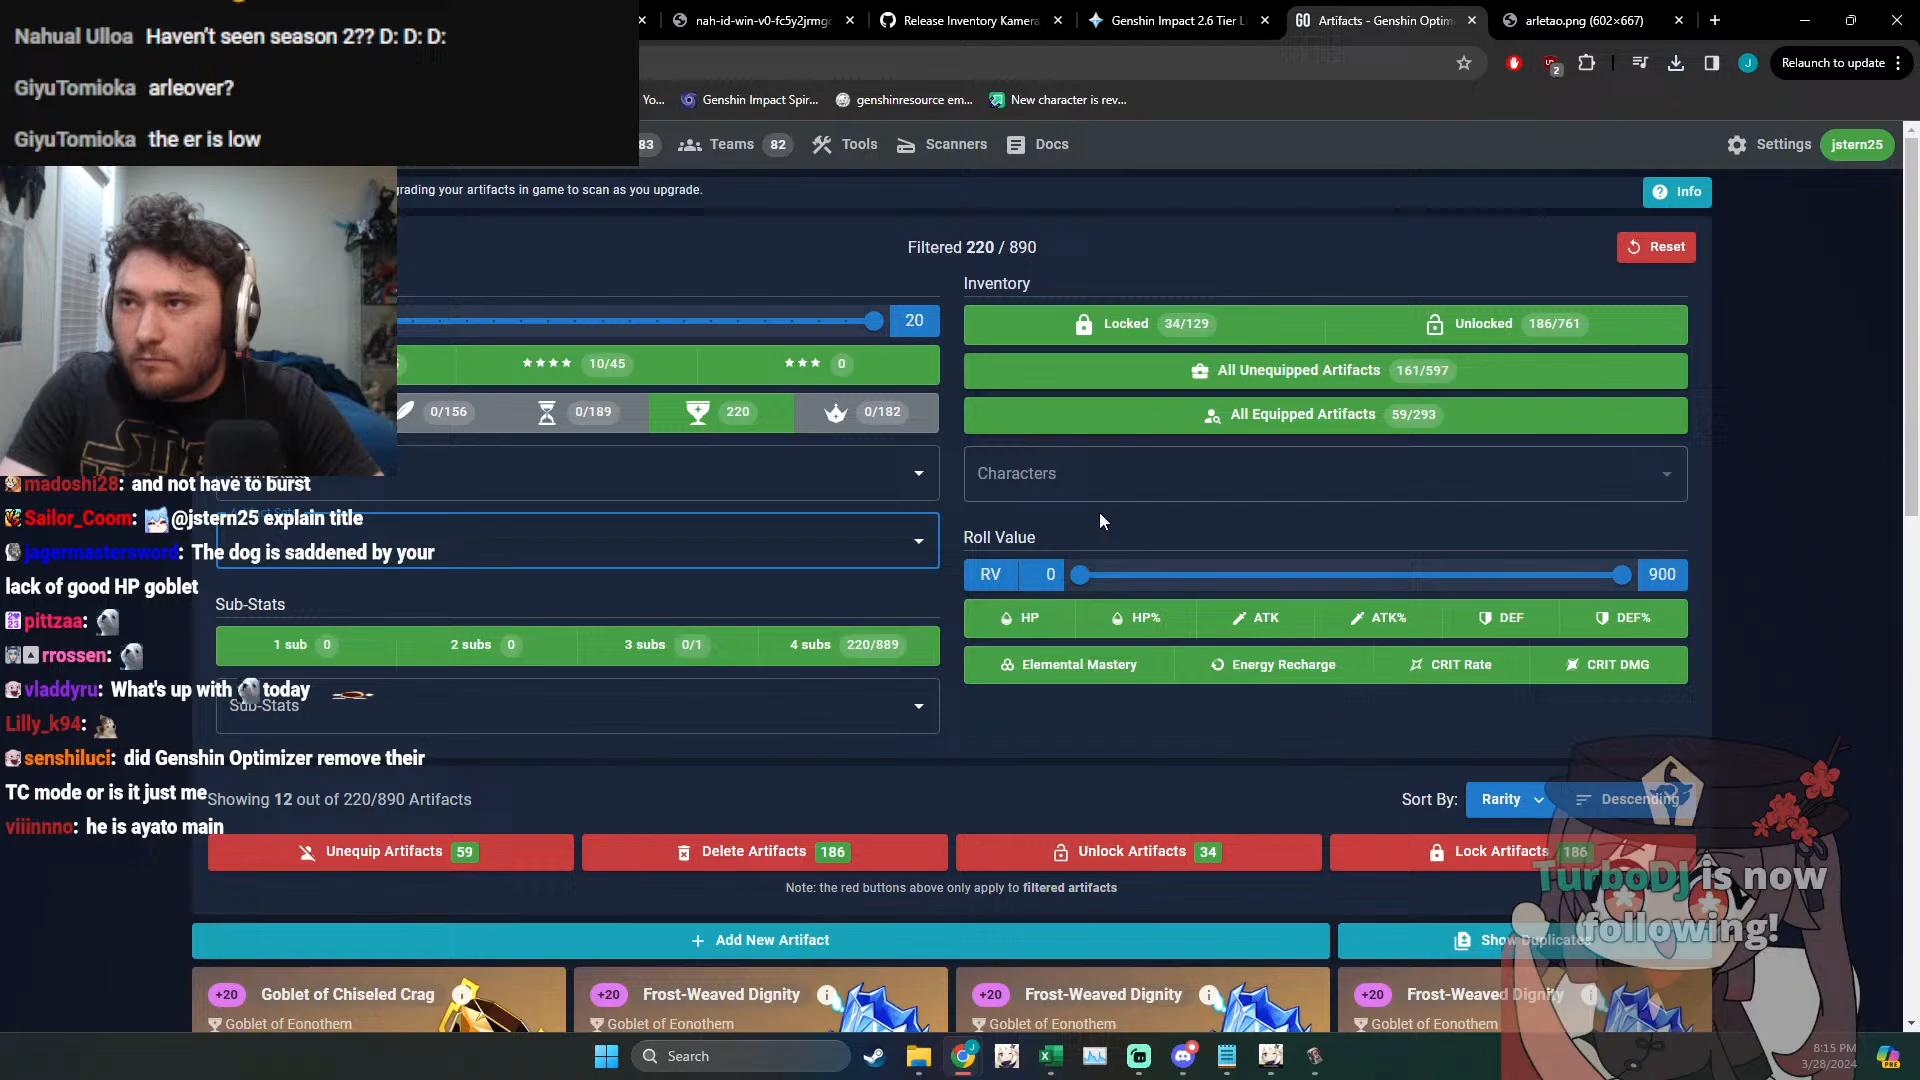 Nahual Ulloa Haven't seen season 2?? D: D: D:
GiyuTomioka arleover?
GiyuTomioka the er is low
nah-id-win-v0-fc5y2jrmg
Release Inventory Kamera
Genshin Impact 2.6 Tier Li
Artifacts - Genshin Optim
arletao.png (602×667)
2
J
Relaunch to update
Yo...
Genshin Impact Spir...
genshinresource em...
New character is rev...
83
Teams 82
Tools
Scanners
Docs
Settings
jstern25
grading your artifacts in game to scan as you upgrade.
Info
Filtered 220 / 890
Reset
Inventory
20
Locked 34/129
Unlocked 186/761
10/45
0
All Unequipped Artifacts 161/597
0/156
0/189
220
0/182
All Equipped Artifacts 59/293
Characters
madoshi28: and not have to burst
Sailor_Coom: @jstern25 explain title
jagermastersword: The dog is saddened by your
lack of good HP goblet
pittzaa:
rrossen:
vladdyru: What's up with today
Lilly_k94:
senshiluci: did Genshin Optimizer remove their
TC mode or is it just me
viiinnno: he is ayato main
Roll Value
RV 0
900
Sub-Stats
HP
HP%
ATK
ATK%
DEF
DEF%
1 sub 0
2 subs 0
3 subs 0/1
4 subs 220/889
Elemental Mastery
Energy Recharge
CRIT Rate
CRIT DMG
Sub-Stats
Showing 12 out of 220/890 Artifacts
Sort By:
Rarity
Descending
Unequip Artifacts 59
Delete Artifacts 186
Unlock Artifacts 34
Lock Artifacts 186
Note: the red buttons above only apply to filtered artifacts
TurboDJ is now
following!
Add New Artifact
Show Duplicates
+20 Goblet of Chiseled Crag
Goblet of Eonothem
+20 Frost-Weaved Dignity
Goblet of Eonothem
+20 Frost-Weaved Dignity
Goblet of Eonothem
+20 Frost-Weaved Dignity
Goblet of Eonothem
Search
8:15 PM
3/28/2024
PRE